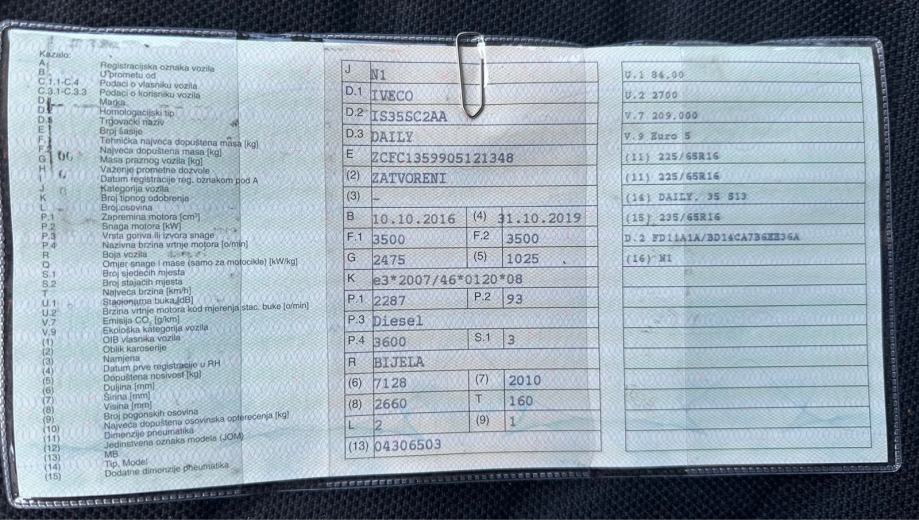 Kazalo:
A Registracijska oznaka vozila
B U prometu od
C.1.1-C.4 Podaci o vlasniku vozila
C.3.1-C.3.3 Podaci o korisniku vozila
Marka
Homologacijski tip
Trgovački naziv
E Broj šasije
Tehnička najveća dopuštena masa [kg]
Najveća dopuštena masa [kg]
G Masa praznog vozila [kg]
H Važenje prometne dozvole
Datum registracije reg. oznakom pod A
J Kategorija vozila
K Broj tipnog odobrenja
L Broj osovina
P.1 Zapremina motora [cm³]
P.2 Snaga motora [kW]
P.3 Vrsta goriva ili izvora snage
P.4 Nazivna brzina vrtnje motora [o/min]
R Boja vozila
Q Omjer snage i mase (samo za motocikle) [kW/kg]
S.1 Broj sjedećih mjesta
S.2 Broj stajaćih mjesta
T Najveća brzina [km/h]
U.1 Stacionarna buka [dB]
U.2 Brzina vrtnje motora kod mjerenja stac. buke [o/min]
V.7 Emisija CO₂ [g/km]
V.9 Ekološka kategorija vozila
(1) OIB vlasnika vozila
(2) Oblik karoserije
(3) Namjena
(4) Datum prve registracije u RH
(5) Dopuštena nosivost [kg]
(6) Duljina [mm]
(7) Širina [mm]
(8) Visina [mm]
(9) Broj pogonskih osovina
(10) Najveća dopuštena osovinska opterećenja [kg]
(11) Dimenzije pneumatika
(12) Jedinstvena oznaka modela (JOM)
(13) MB
(14) Tip, Model
(15) Dodatne dimenzije pneumatika
J N1
D.1 IVECO
D.2 IS35SC2AA
D.3 DAILY
E ZCFC1359905121348
(2) ZATVORENI
(3) -
B 10.10.2016 (4) 31.10.2019
F.1 3500 F.2 3500
G 2475 (5) 1025
K e3*2007/46*0120*08
P.1 2287 P.2 93
P.3 Diesel
P.4 3600 S.1 3
R BIJELA
(6) 7128 (7) 2010
(8) 2660 T 160
L 2 (9) 1
(13) 04306503
U.1 84,00
U.2 2700
V.7 209,000
V.9 Euro 5
(11) 225/65R16
(11) 225/65R16
(14) DAILY, 35 S13
(15) 235/65R16
D.2
(16) N1